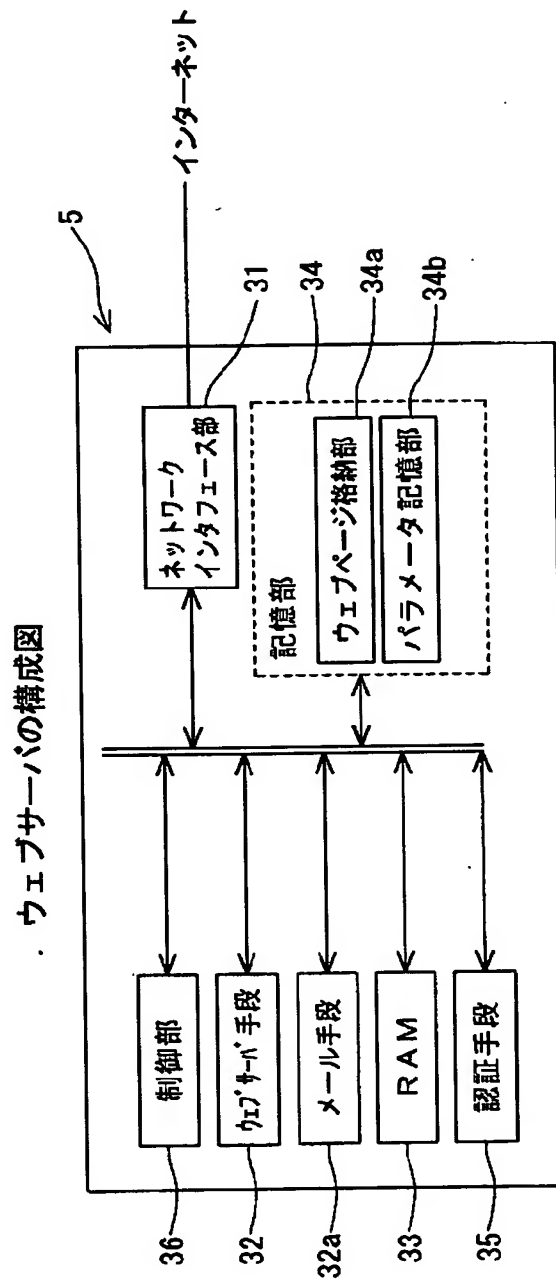 ウェブサーバの構成図
5
インターネット
制御部
36
ウェブサーバ手段
32
メール手段
32a
RAM
33
認証手段
35
ネットワーク
インタフェース部
31
記憶部
34
ウェブページ格納部
34a
パラメータ記憶部
34b